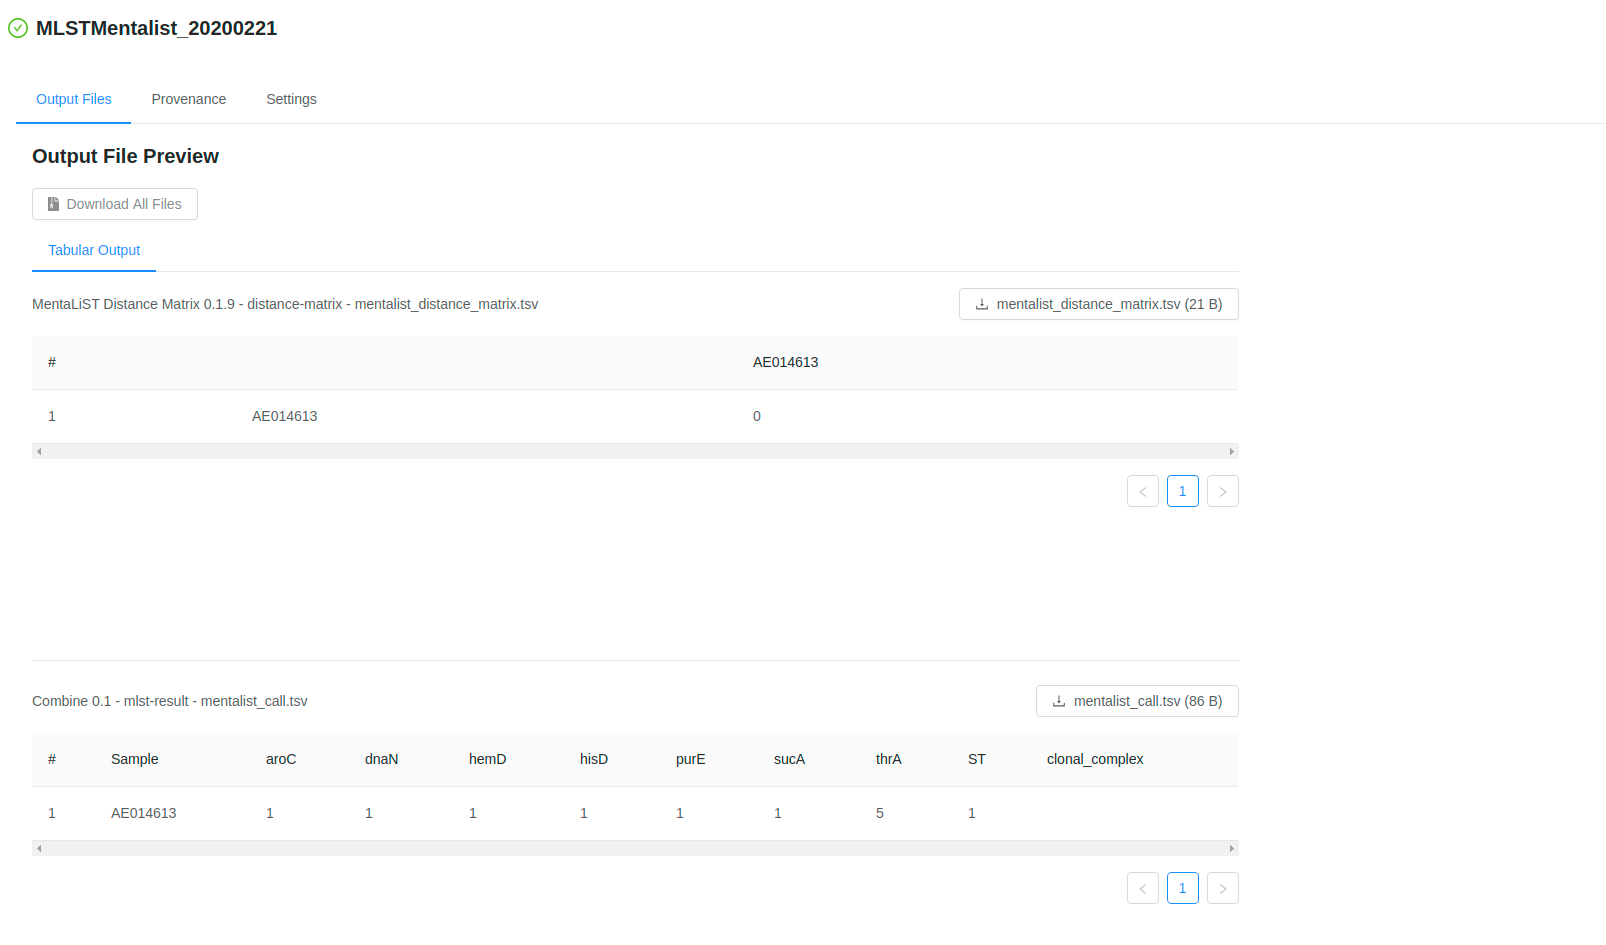 MLSTMentalist_20200221
Output Files Provenance Settings
Output File Preview
Download All Files
Tabular Output
MentaLiST Distance Matrix 0.1.9 - distance-matrix - mentalist_distance_matrix.tsv mentalist_distance_matrix.tsv (21 B)
# AE014613
1 AE014613 0
1
Combine 0.1 - mlst-result - mentalist_call.tsv mentalist_call.tsv (86 B)
# Sample aroC dnaN hemD hisD purE sucA thrA ST clonal_complex
1 AE014613 1 1 1 1 1 1 5 1
1